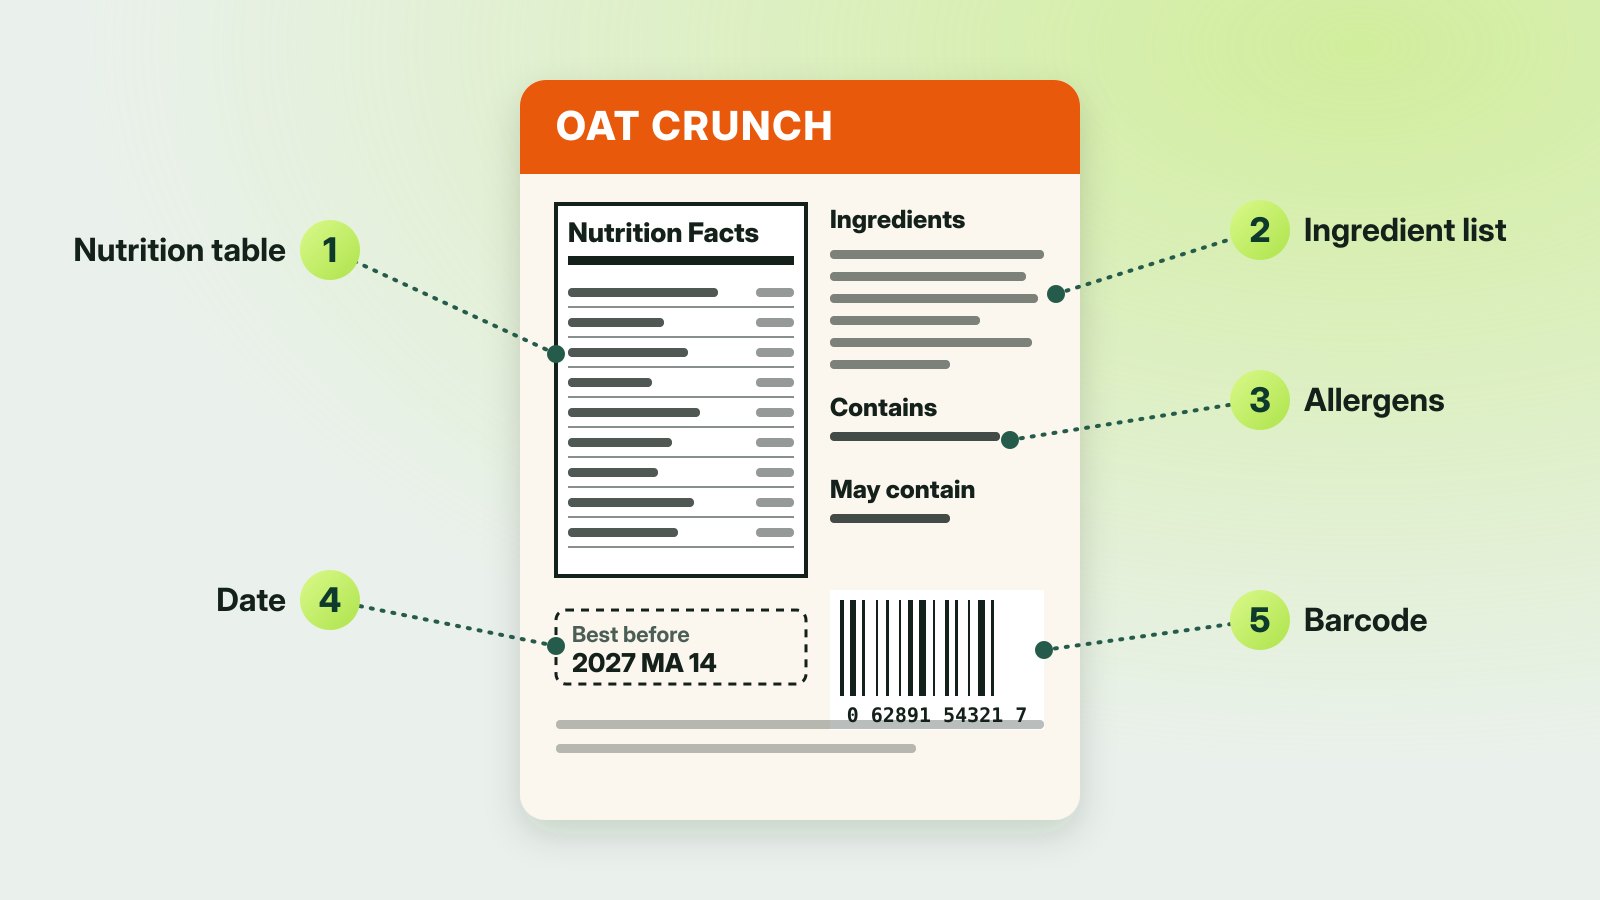 OAT CRUNCH
Nutrition table 1
Nutrition Facts
Ingredients
2 Ingredient list
Contains
3 Allergens
May contain
Date 4
Best before
2027 MA 14
5 Barcode
0 62891 54321 7